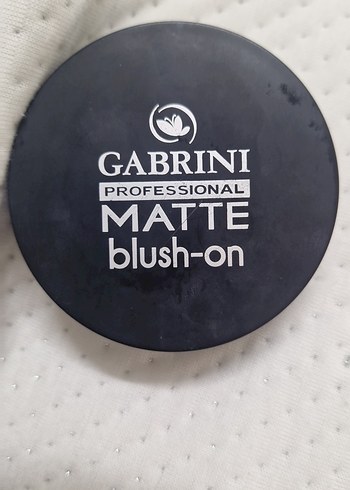 GABRINI
PROFESSIONAL
MATTE
blush-on